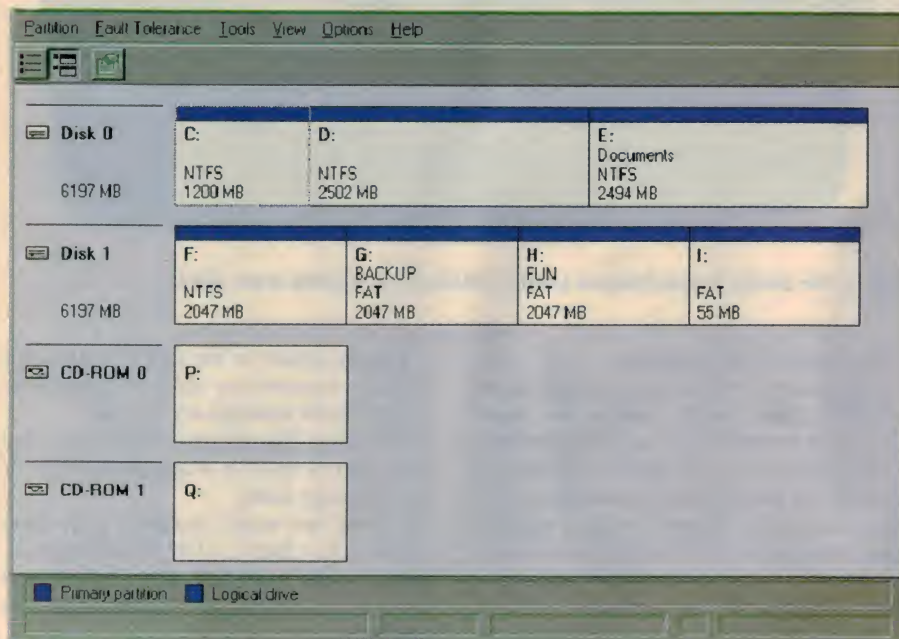 Partition Fault Tolerance Tools View Options Help
Disk 0
6197 MB
C:
NTFS
1200 MB
D:
NTFS
2502 MB
E:
Documents
NTFS
2494 MB
Disk 1
6197 MB
F:
NTFS
2047 MB
G:
BACKUP
FAT
2047 MB
H:
FUN
FAT
2047 MB
I:
FAT
55 MB
CD-ROM 0
P:
CD-ROM 1
Q:
Primary partition Logical drive